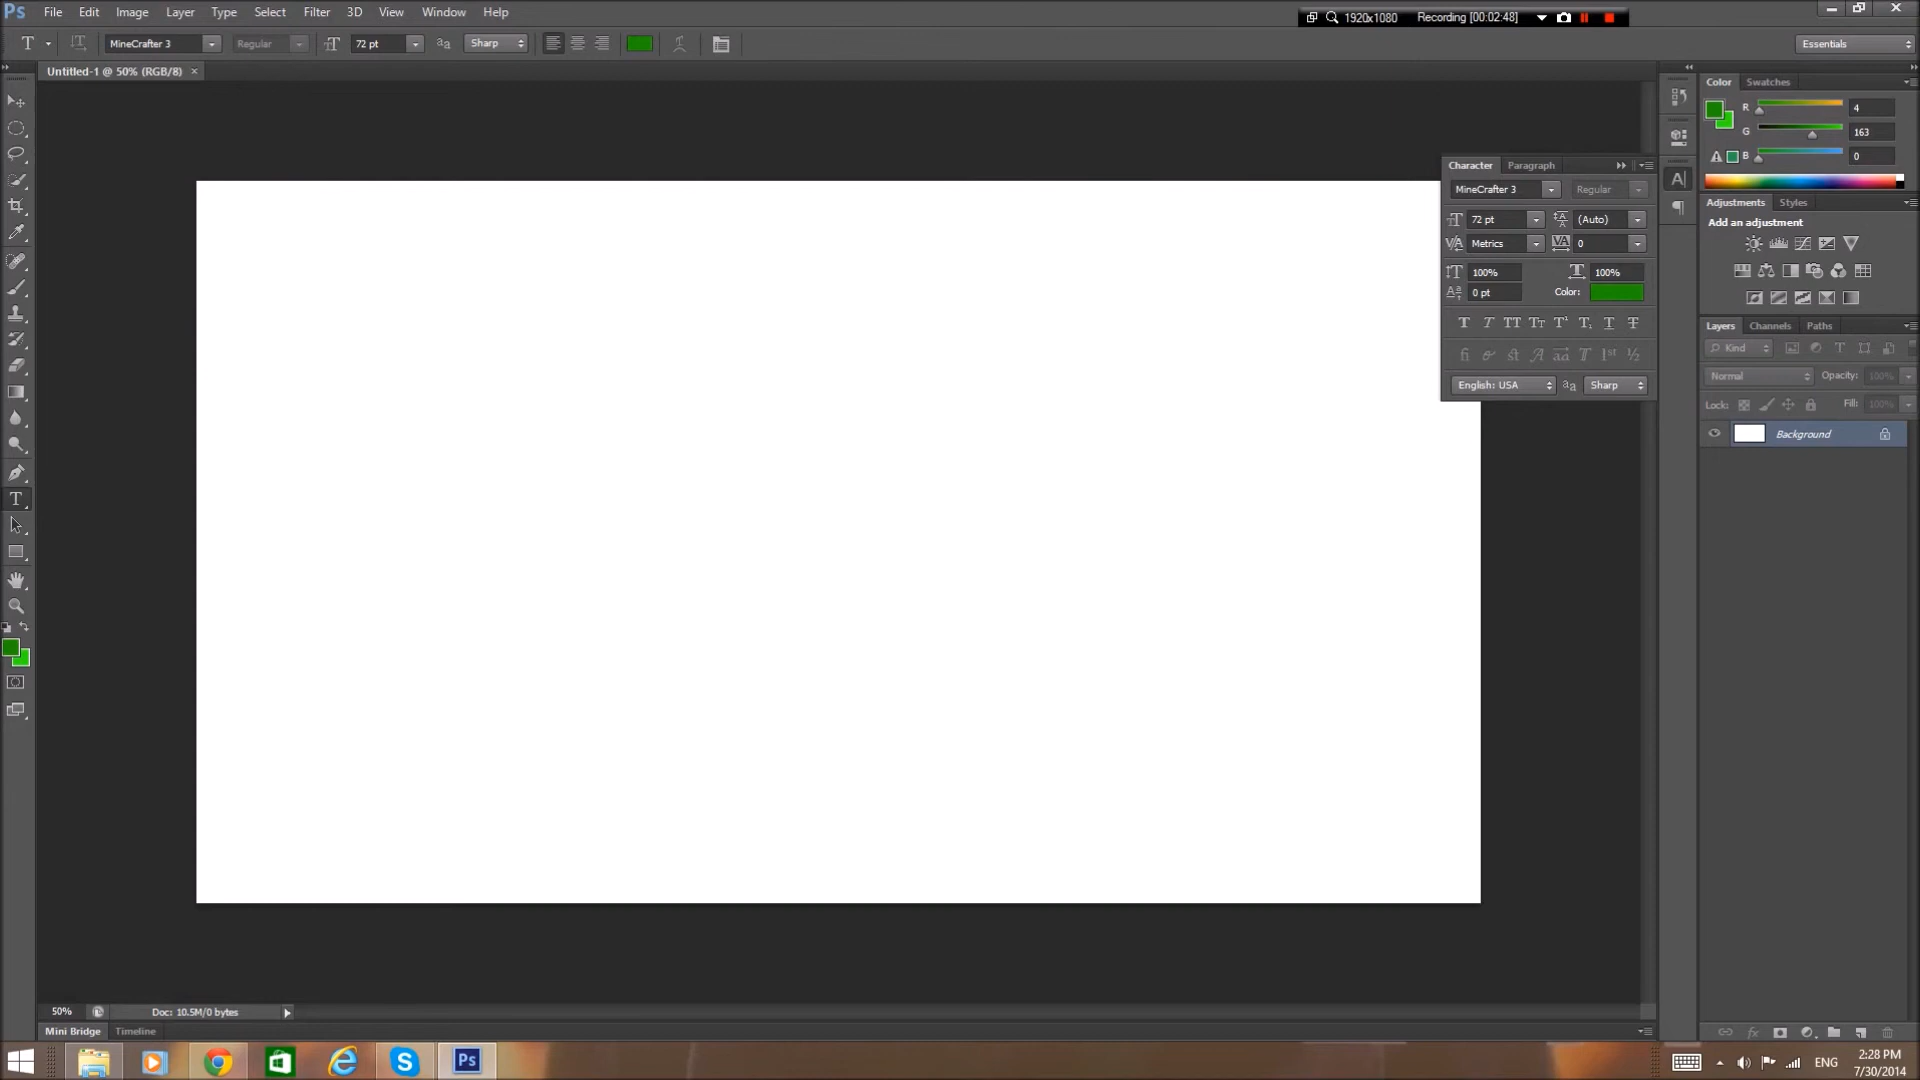 Ps File Edit Image Layer Type Select Filter 3D View Window Help
1920x1080 Recording [00:02:48]
T MineCrafter 3 Regular 72 pt Sharp Essentials
Untitled-1 @ 50% (RGB/8) ×
Color Swatches
R 4
G 163
B 0
Character Paragraph
MineCrafter 3 Regular
72 pt (Auto)
Metrics 0
100% 100%
0 pt Color:
English: USA Sharp
Adjustments Styles
Add an adjustment
Layers Channels Paths
Kind
Normal Opacity: 100%
Lock: Fill: 100%
Background
50% Doc: 10.5M/0 bytes
Mini Bridge Timeline
S Ps ENG
2:28 PM
7/30/2014